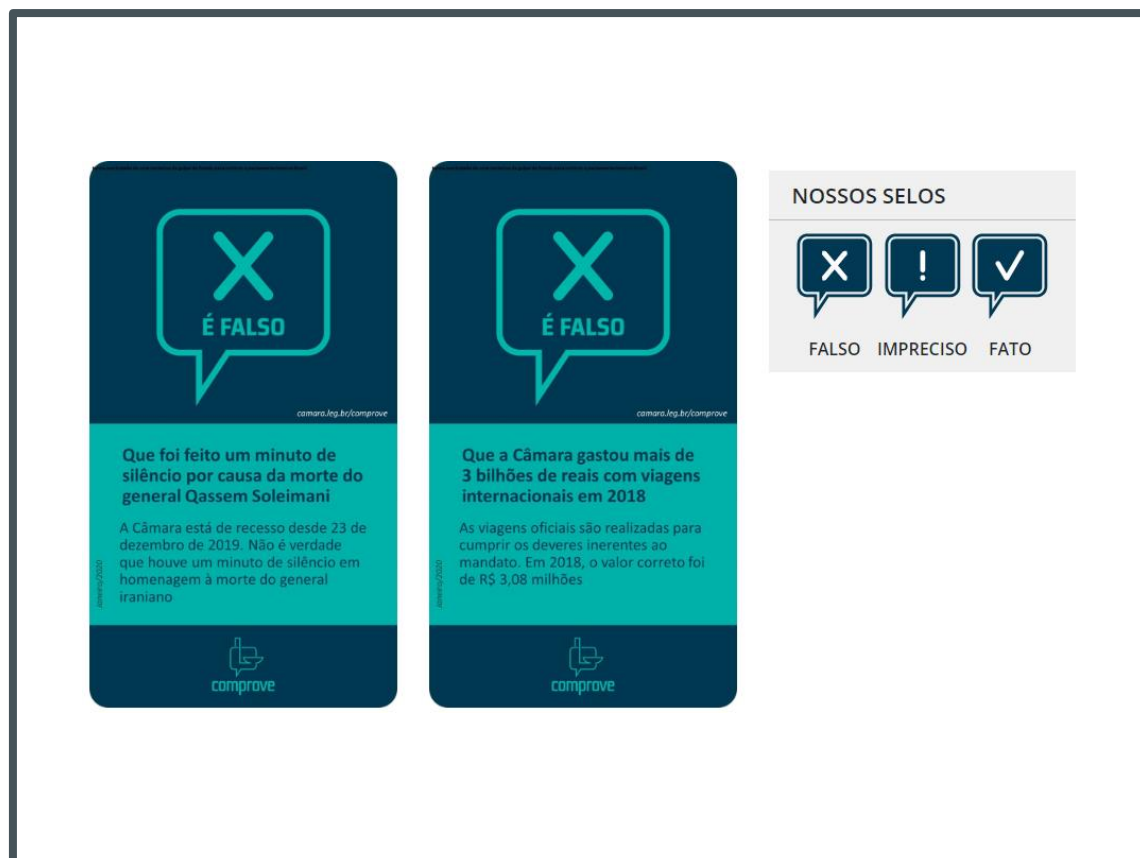 É FALSO
camara.leg.br/comprove
Que foi feito um minuto de
silêncio por causa da morte do
general Qassem Soleimani
A Câmara está de recesso desde 23 de
dezembro de 2019. Não é verdade
que houve um minuto de silêncio em
homenagem à morte do general
iraniano
Janeiro/2020
comprove
É FALSO
camara.leg.br/comprove
Que a Câmara gastou mais de
3 bilhões de reais com viagens
internacionais em 2018
As viagens oficiais são realizadas para
cumprir os deveres inerentes ao
mandato. Em 2018, o valor correto foi
de R$ 3,08 milhões
Janeiro/2020
comprove
NOSSOS SELOS
FALSO IMPRECISO FATO